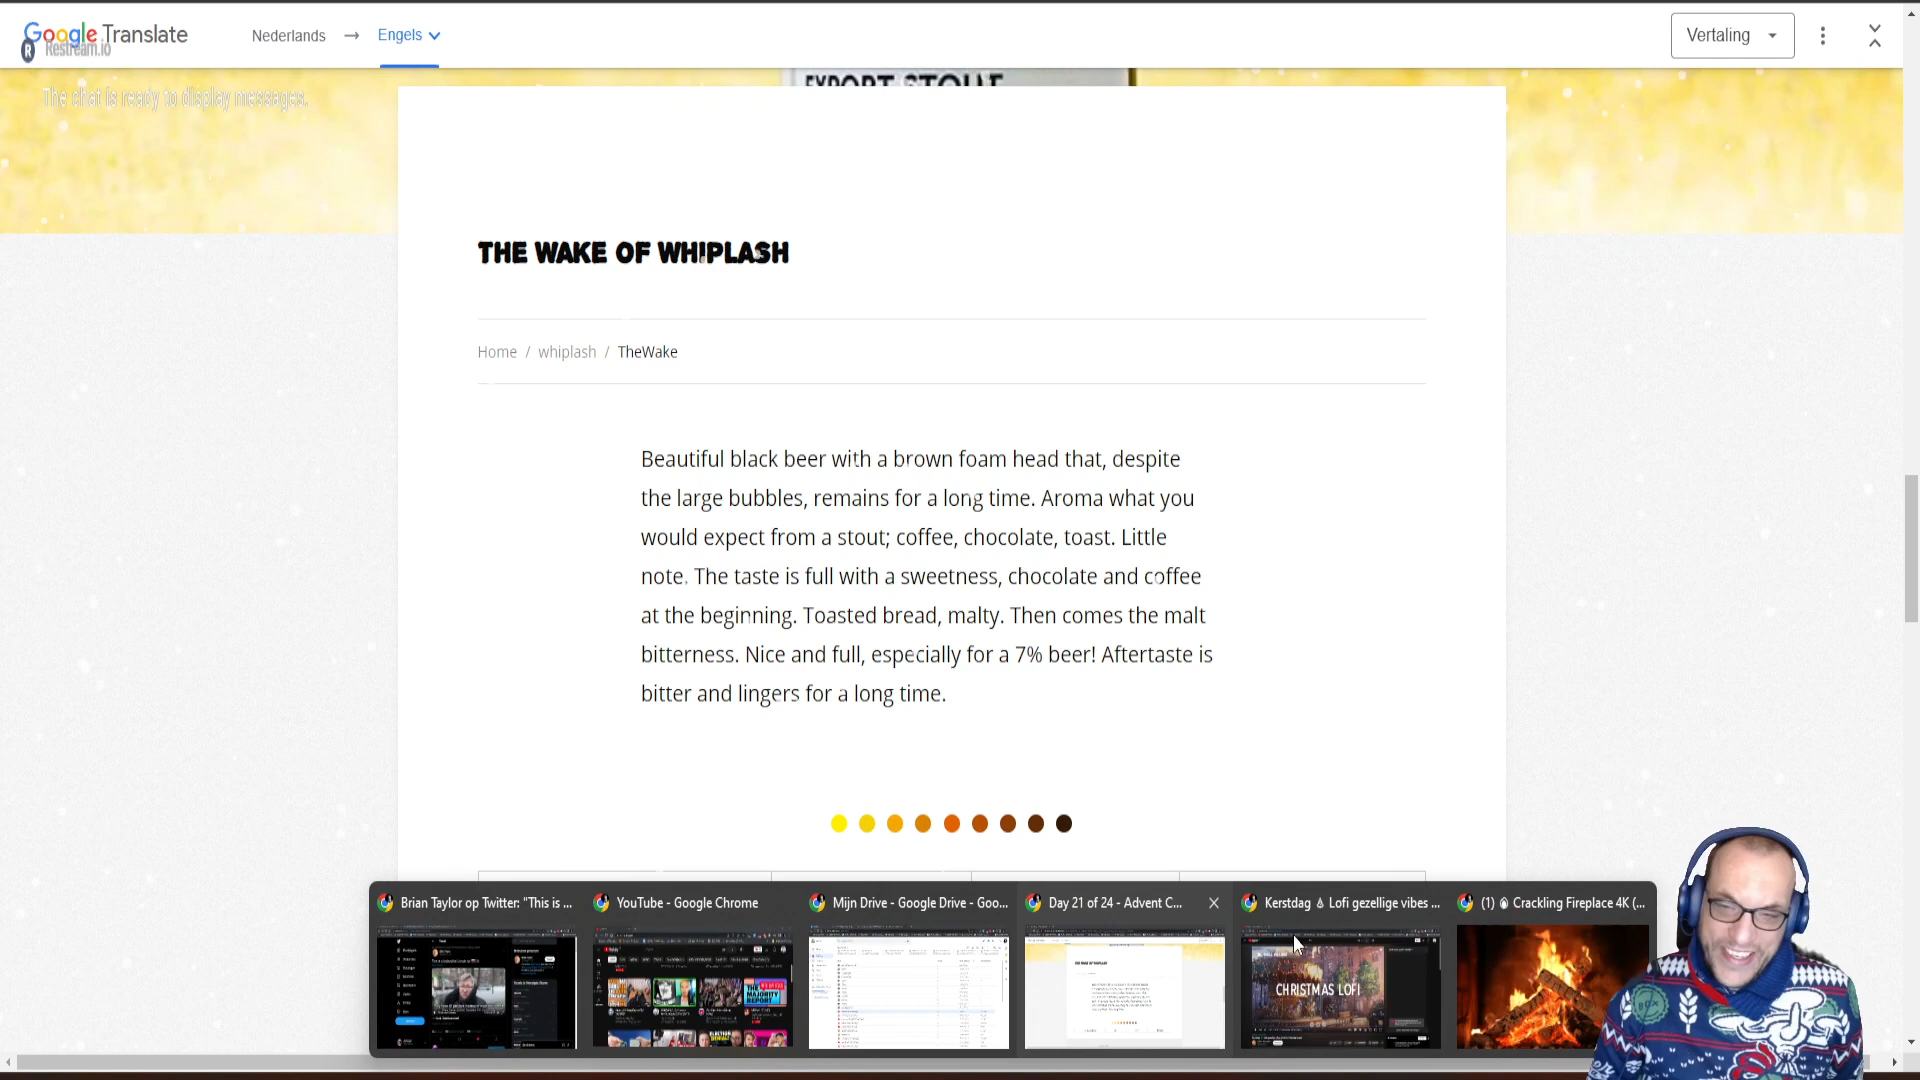 Google Translate
Nederlands → Engels
Vertaling
Restream.io
The chat is ready to display messages.
EXPORT STOUT
THE WAKE OF WHIPLASH
Home / whiplash / TheWake
Beautiful black beer with a brown foam head that, despite
the large bubbles, remains for a long time. Aroma what you
would expect from a stout; coffee, chocolate, toast. Little
note. The taste is full with a sweetness, chocolate and coffee
at the beginning. Toasted bread, malty. Then comes the malt
bitterness. Nice and full, especially for a 7% beer! Aftertaste is
bitter and lingers for a long time.
Brian Taylor op Twitter: "This is ...
YouTube - Google Chrome
Mijn Drive - Google Drive - Goo...
Day 21 of 24 - Advent C...
Kerstdag 🕯 Lofi gezellige vibes ...
(1) 🔥 Crackling Fireplace 4K (...
CHRISTMAS LOFI
THE MAJORITY REPORT